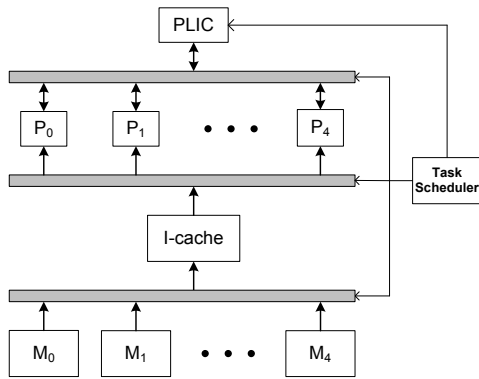 PLIC
P0
P1
P4
Task
Scheduler
I-cache
M0
M1
M4